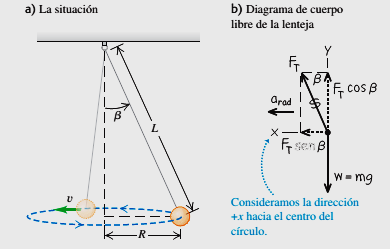 a) La situación
β
L
v
R
b) Diagrama de cuerpo
libre de la lenteja
y
F_T
β
F_T cos β
a_rad
x
F_T sen β
w = mg
Consideramos la dirección
+x hacia el centro del
círculo.